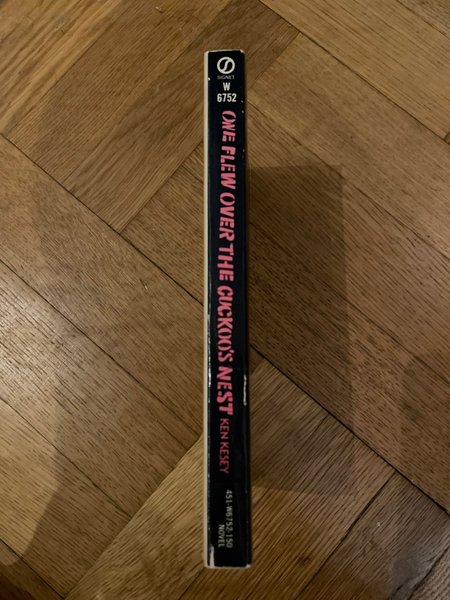 SIGNET
W
6752
ONE FLEW OVER THE CUCKOO'S NEST
KEN KESEY
451-W6752-150
NOVEL